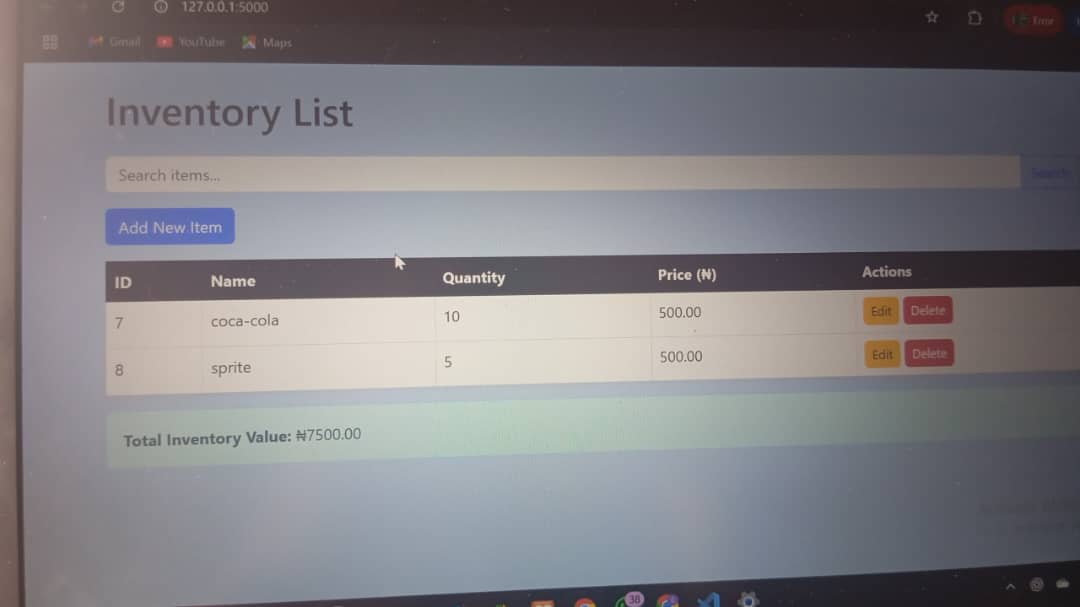 127.0.0.1:5000
Error
Gmail YouTube Maps
Inventory List
Search items...
Search
Add New Item
ID Name Quantity Price (₦) Actions
7 coca-cola 10 500.00 Edit Delete
8 sprite 5 500.00 Edit Delete
Total Inventory Value: ₦7500.00
38